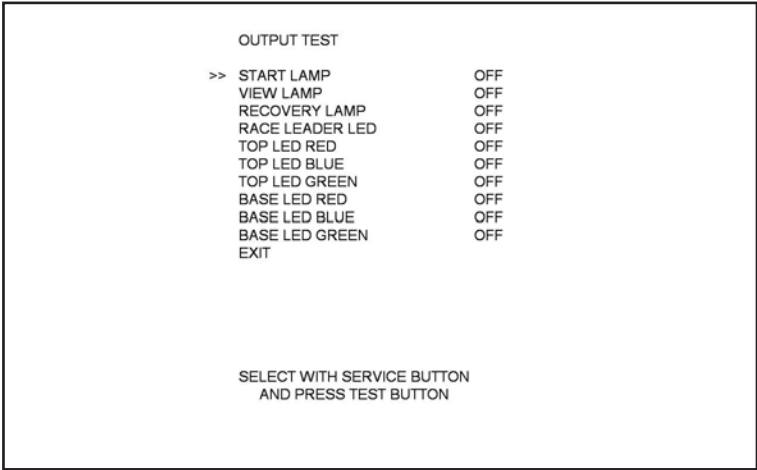 OUTPUT TEST
>> START LAMP OFF
VIEW LAMP OFF
RECOVERY LAMP OFF
RACE LEADER LED OFF
TOP LED RED OFF
TOP LED BLUE OFF
TOP LED GREEN OFF
BASE LED RED OFF
BASE LED BLUE OFF
BASE LED GREEN OFF
EXIT
SELECT WITH SERVICE BUTTON
AND PRESS TEST BUTTON